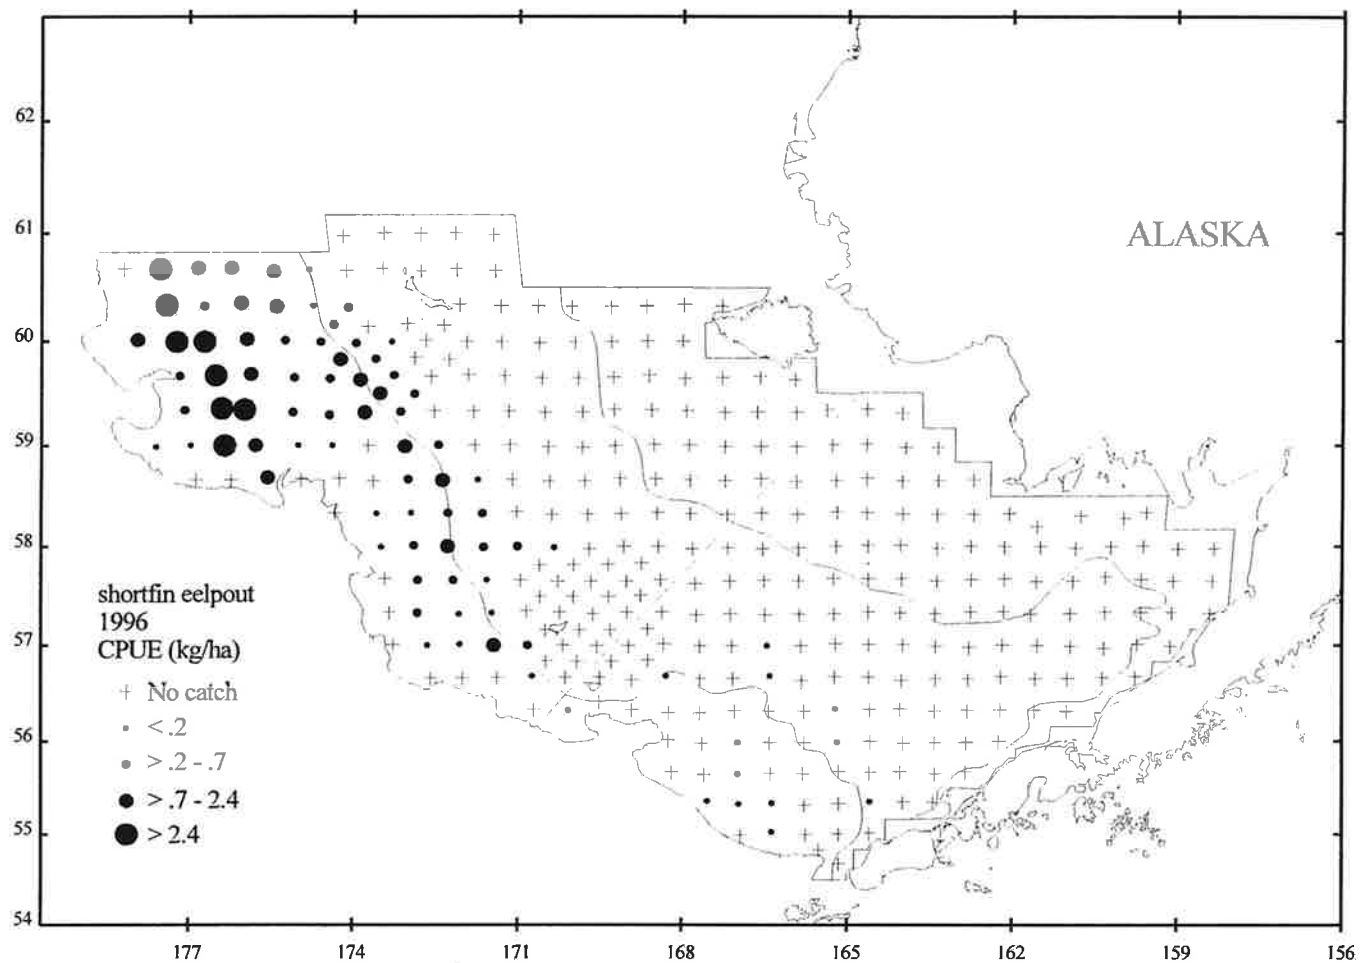 62
61
60
59
58
57
56
55
54
ALASKA
shortfin eelpout
1996
CPUE (kg/ha)
No catch
< .2
> .2 - .7
> .7 - 2.4
> 2.4
177 174 171 168 165 162 159 156